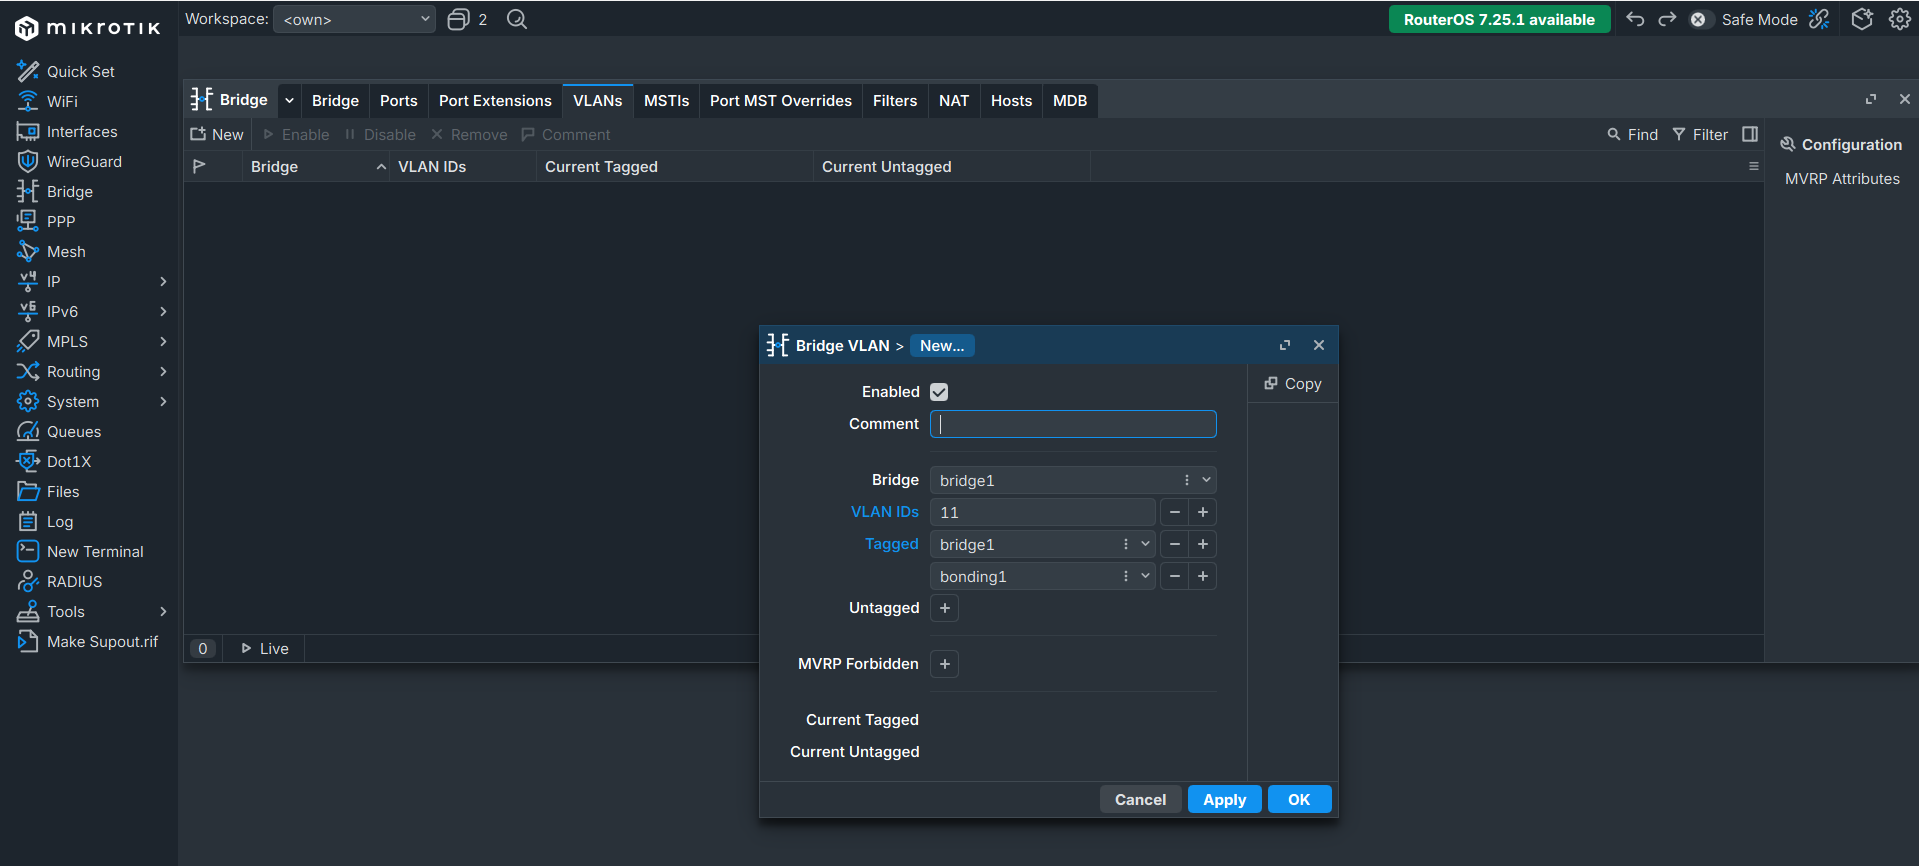 MIKROTIK
Workspace: <own> 2
RouterOS 7.25.1 available
Safe Mode
Quick Set
WiFi
Interfaces
WireGuard
Bridge
PPP
Mesh
IP
IPv6
MPLS
Routing
System
Queues
Dot1X
Files
Log
New Terminal
RADIUS
Tools
Make Supout.rif
Bridge Bridge Ports Port Extensions VLANs MSTIs Port MST Overrides Filters NAT Hosts MDB
New Enable Disable Remove Comment Find Filter
Bridge VLAN IDs Current Tagged Current Untagged
Configuration
MVRP Attributes
0 Live
Bridge VLAN > New...
Copy
Enabled
Comment
Bridge bridge1
VLAN IDs 11
Tagged bridge1
bonding1
Untagged
MVRP Forbidden
Current Tagged
Current Untagged
Cancel Apply OK